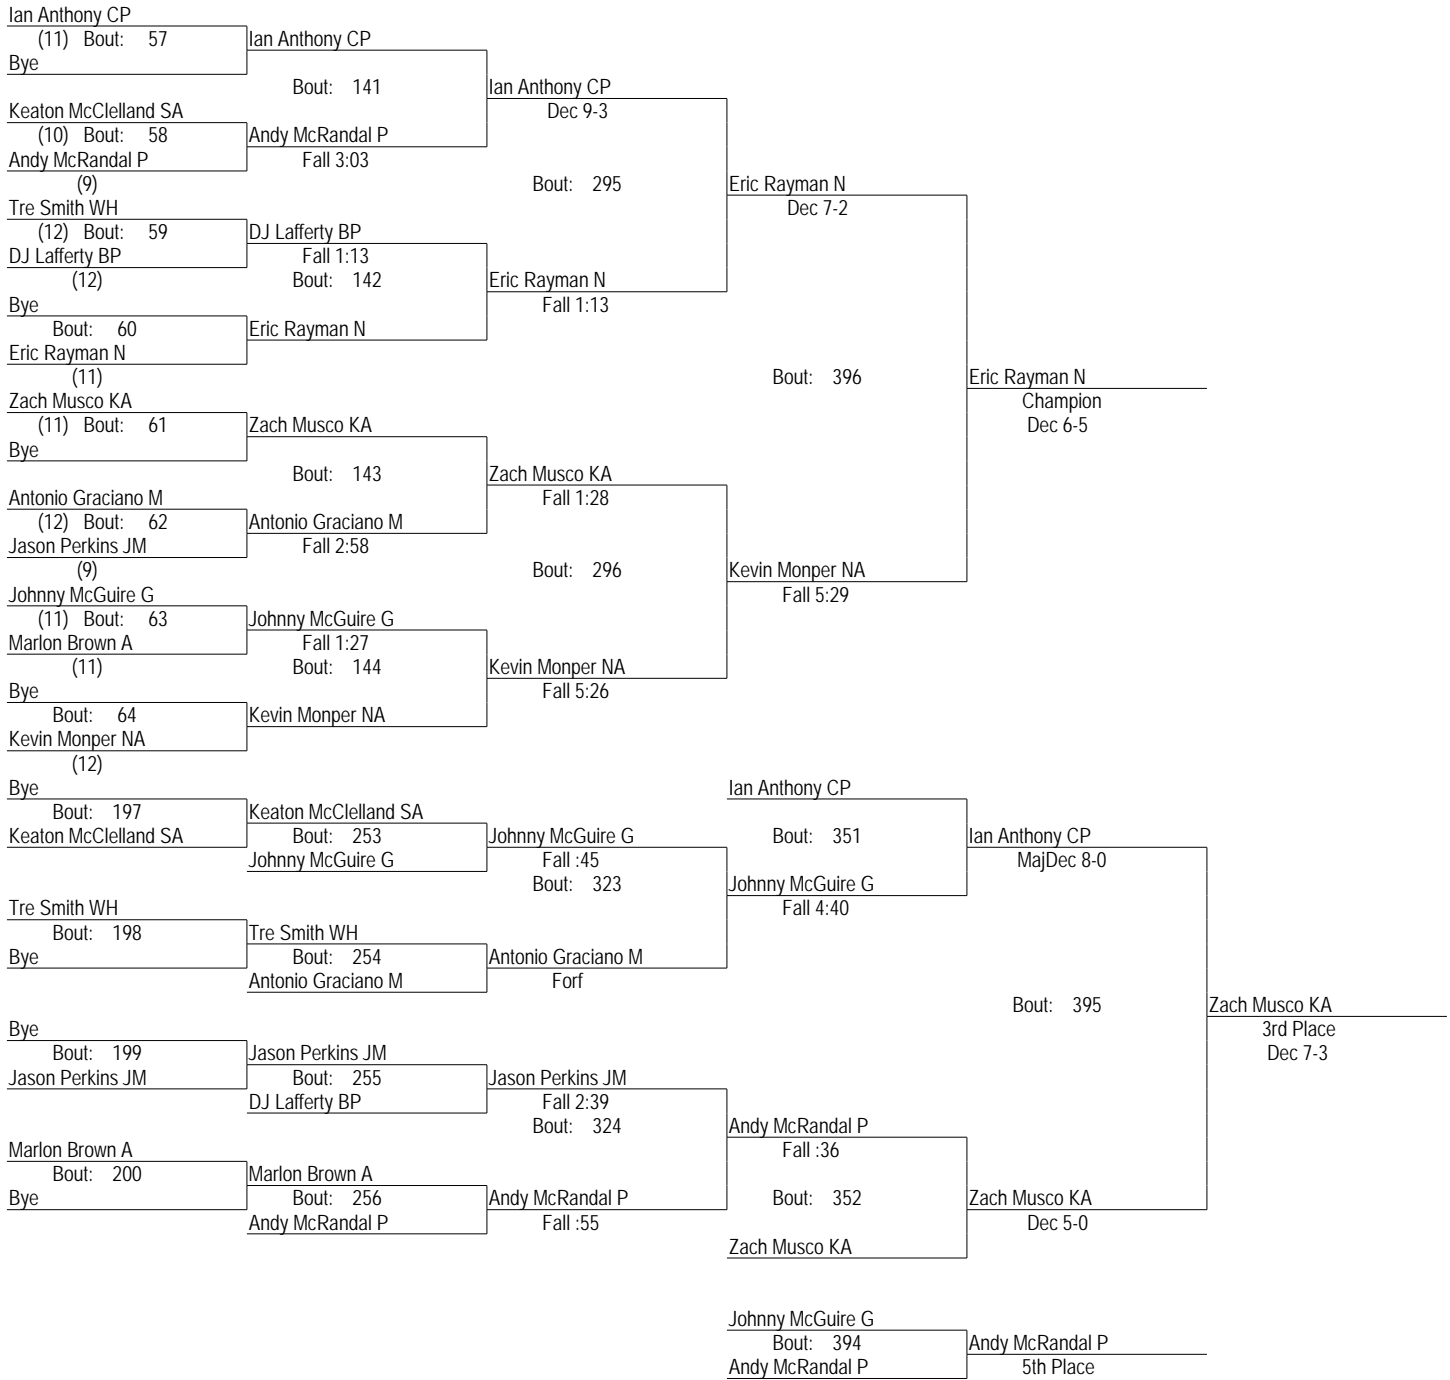 Ian Anthony CP
(11) Bout: 57 Ian Anthony CP
Bye
Bout: 141 Ian Anthony CP
Keaton McClelland SA Dec 9-3
(10) Bout: 58 Andy McRandal P
Andy McRandal P Fall 3:03
(9) Bout: 295 Eric Rayman N
Tre Smith WH Dec 7-2
(12) Bout: 59 DJ Lafferty BP
DJ Lafferty BP Fall 1:13
(12) Bout: 142 Eric Rayman N
Bye Fall 1:13
Bout: 60 Eric Rayman N
Eric Rayman N
(11) Bout: 396 Eric Rayman N
Zach Musco KA Champion
(11) Bout: 61 Zach Musco KA Dec 6-5
Bye
Bout: 143 Zach Musco KA
Antonio Graciano M Fall 1:28
(12) Bout: 62 Antonio Graciano M
Jason Perkins JM Fall 2:58
(9) Bout: 296 Kevin Monper NA
Johnny McGuire G Fall 5:29
(11) Bout: 63 Johnny McGuire G
Marlon Brown A Fall 1:27
(11) Bout: 144 Kevin Monper NA
Bye Fall 5:26
Bout: 64 Kevin Monper NA
Kevin Monper NA
(12)
Bye Ian Anthony CP
Bout: 197 Keaton McClelland SA
Keaton McClelland SA Bout: 253 Johnny McGuire G Bout: 351 Ian Anthony CP
Johnny McGuire G Fall :45 MajDec 8-0
Bout: 323 Johnny McGuire G
Tre Smith WH Fall 4:40
Bout: 198 Tre Smith WH
Bye Bout: 254 Antonio Graciano M
Antonio Graciano M Forf
Bout: 395 Zach Musco KA
Bye 3rd Place
Bout: 199 Jason Perkins JM Dec 7-3
Jason Perkins JM Bout: 255 Jason Perkins JM
DJ Lafferty BP Fall 2:39
Bout: 324 Andy McRandal P
Marlon Brown A Fall :36
Bout: 200 Marlon Brown A
Bye Bout: 256 Andy McRandal P Bout: 352 Zach Musco KA
Andy McRandal P Fall :55 Dec 5-0
Zach Musco KA
Johnny McGuire G
Bout: 394 Andy McRandal P
Andy McRandal P 5th Place